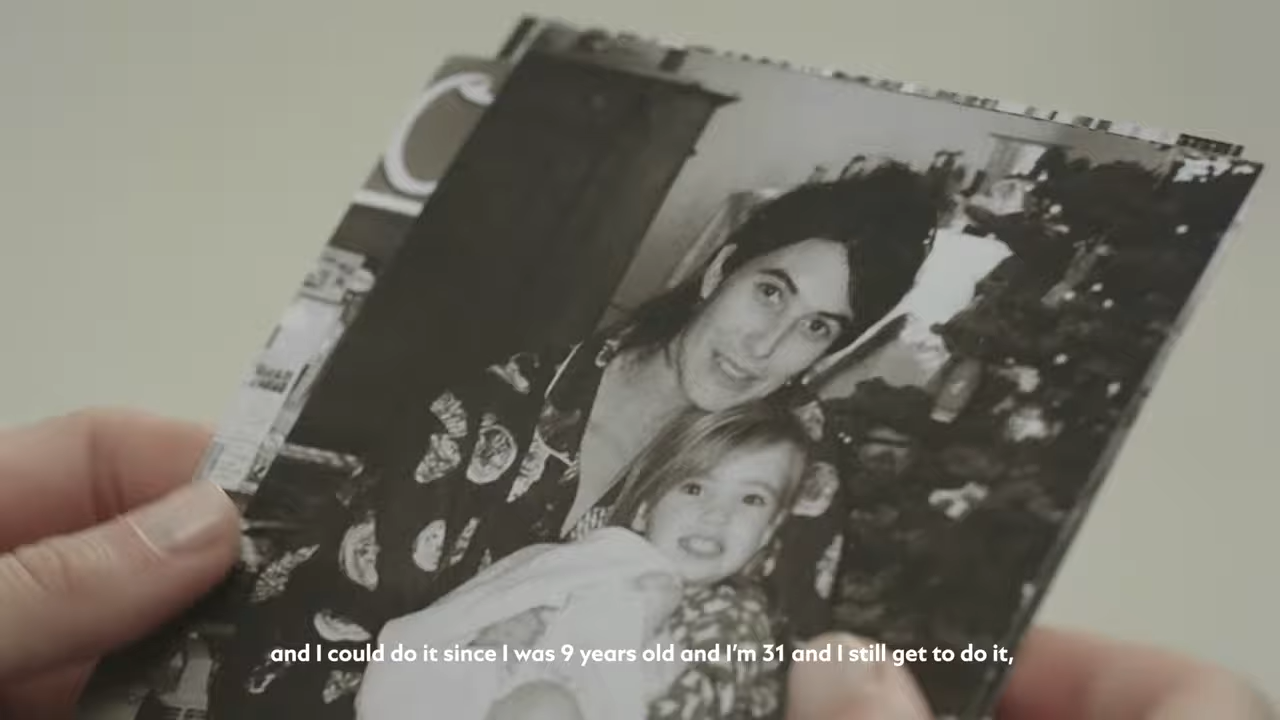 and I could do it since I was 9 years old and I'm 31 and I still get to do it,